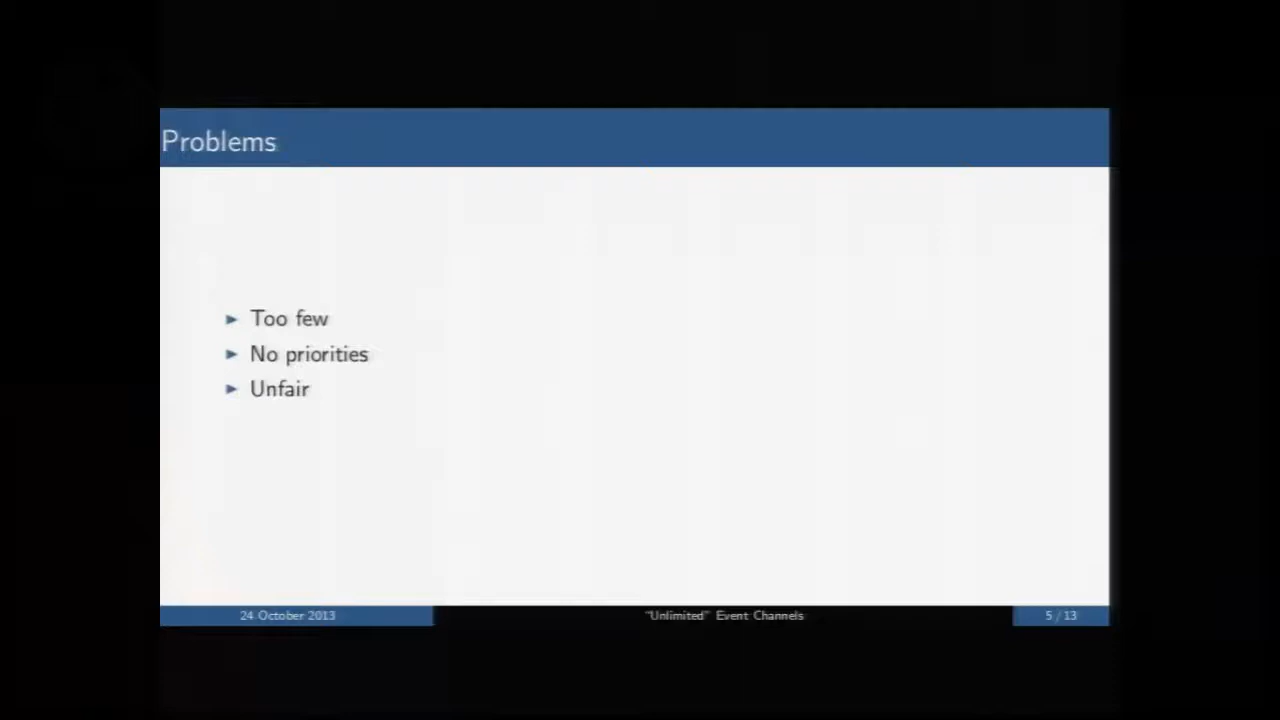 Problems
► Too few
► No priorities
► Unfair
24 October 2013
"Unlimited" Event Channels
5 / 13